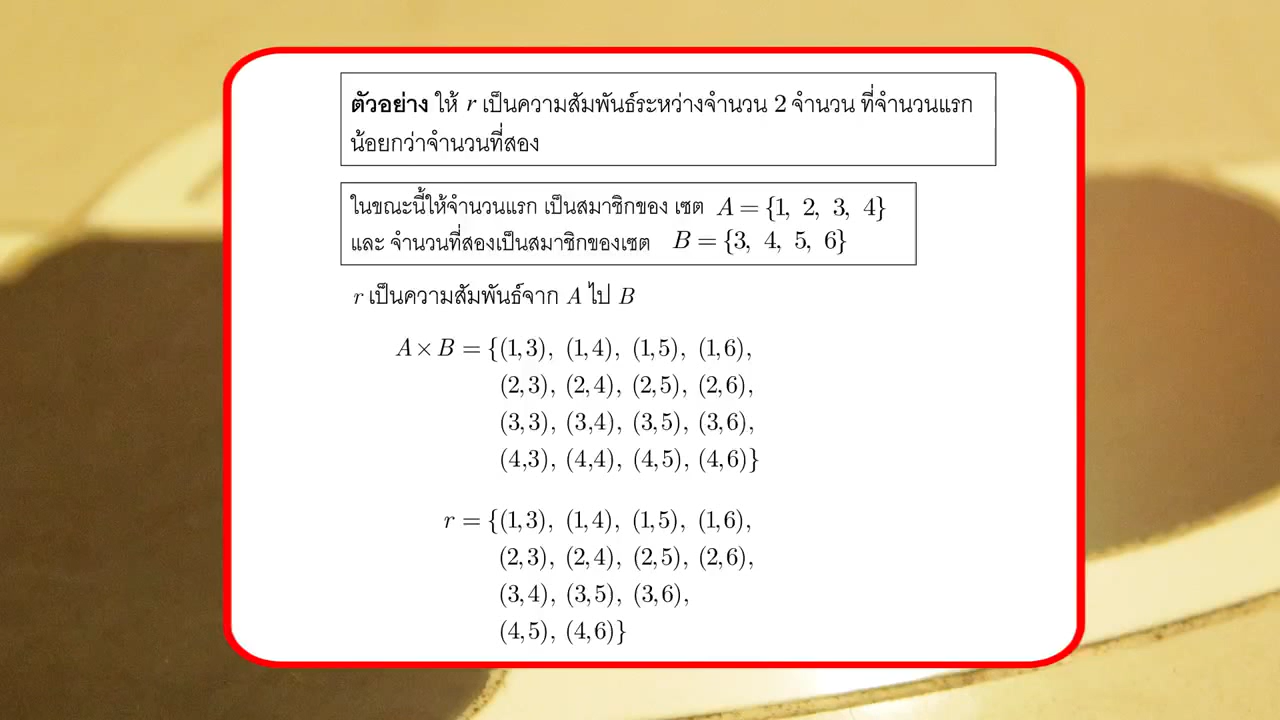 ตัวอย่าง ให้ r เป็นความสัมพันธ์ระหว่างจำนวน 2 จำนวน ที่จำนวนแรก
น้อยกว่าจำนวนที่สอง
ในขณะนี้ให้จำนวนแรก เป็นสมาชิกของ เซต A = {1, 2, 3, 4}
และ จำนวนที่สองเป็นสมาชิกของเซต B = {3, 4, 5, 6}
r เป็นความสัมพันธ์จาก A ไป B
A × B = {(1,3), (1,4), (1,5), (1,6),
(2,3), (2,4), (2,5), (2,6),
(3,3), (3,4), (3,5), (3,6),
(4,3), (4,4), (4,5), (4,6)}
r = {(1,3), (1,4), (1,5), (1,6),
(2,3), (2,4), (2,5), (2,6),
(3,4), (3,5), (3,6),
(4,5), (4,6)}